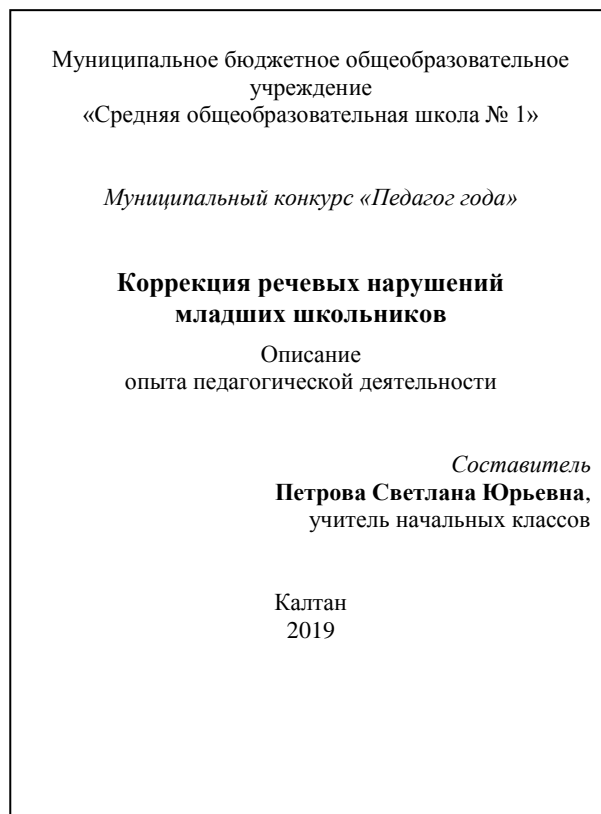 Муниципальное бюджетное общеобразовательное
учреждение
«Средняя общеобразовательная школа № 1»
Муниципальный конкурс «Педагог года»
Коррекция речевых нарушений
младших школьников
Описание
опыта педагогической деятельности
Составитель
Петрова Светлана Юрьевна,
учитель начальных классов
Калтан
2019